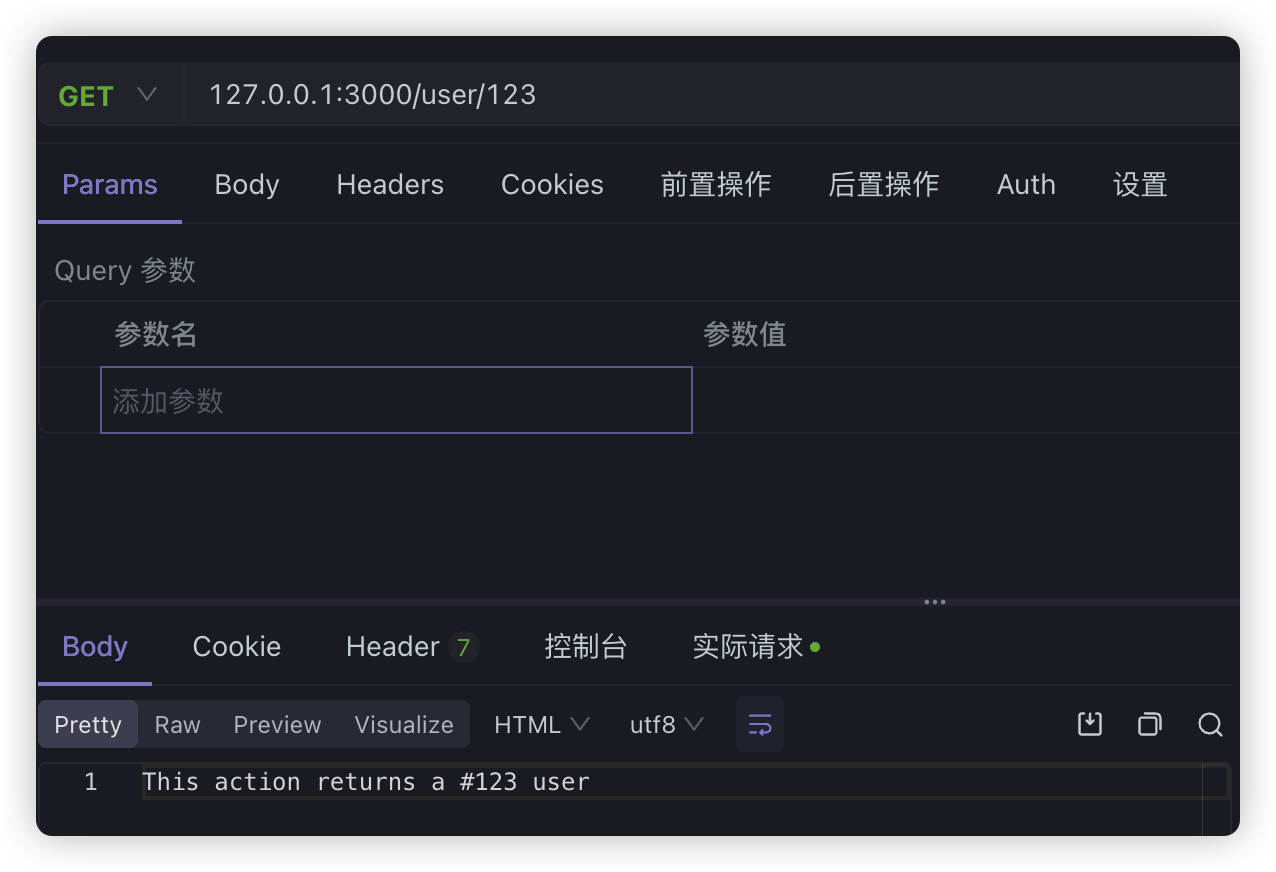 GET 127.0.0.1:3000/user/123
Params Body Headers Cookies 前置操作 后置操作 Auth 设置
Query 参数
参数名 参数值
添加参数
Body Cookie Header 7 控制台 实际请求
Pretty Raw Preview Visualize HTML utf8
1 This action returns a #123 user